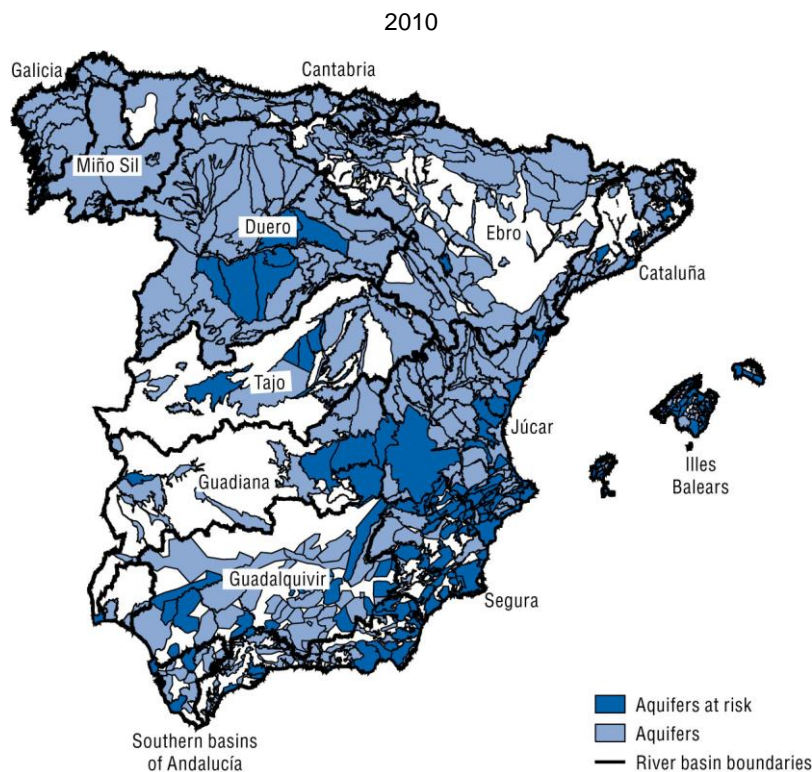 2010
Galicia
Cantabria
Miño Sil
Duero
Ebro
Cataluña
Tajo
Júcar
Illes
Balears
Guadiana
Guadalquivir
Segura
Southern basins
of Andalucía
Aquifers at risk
Aquifers
River basin boundaries